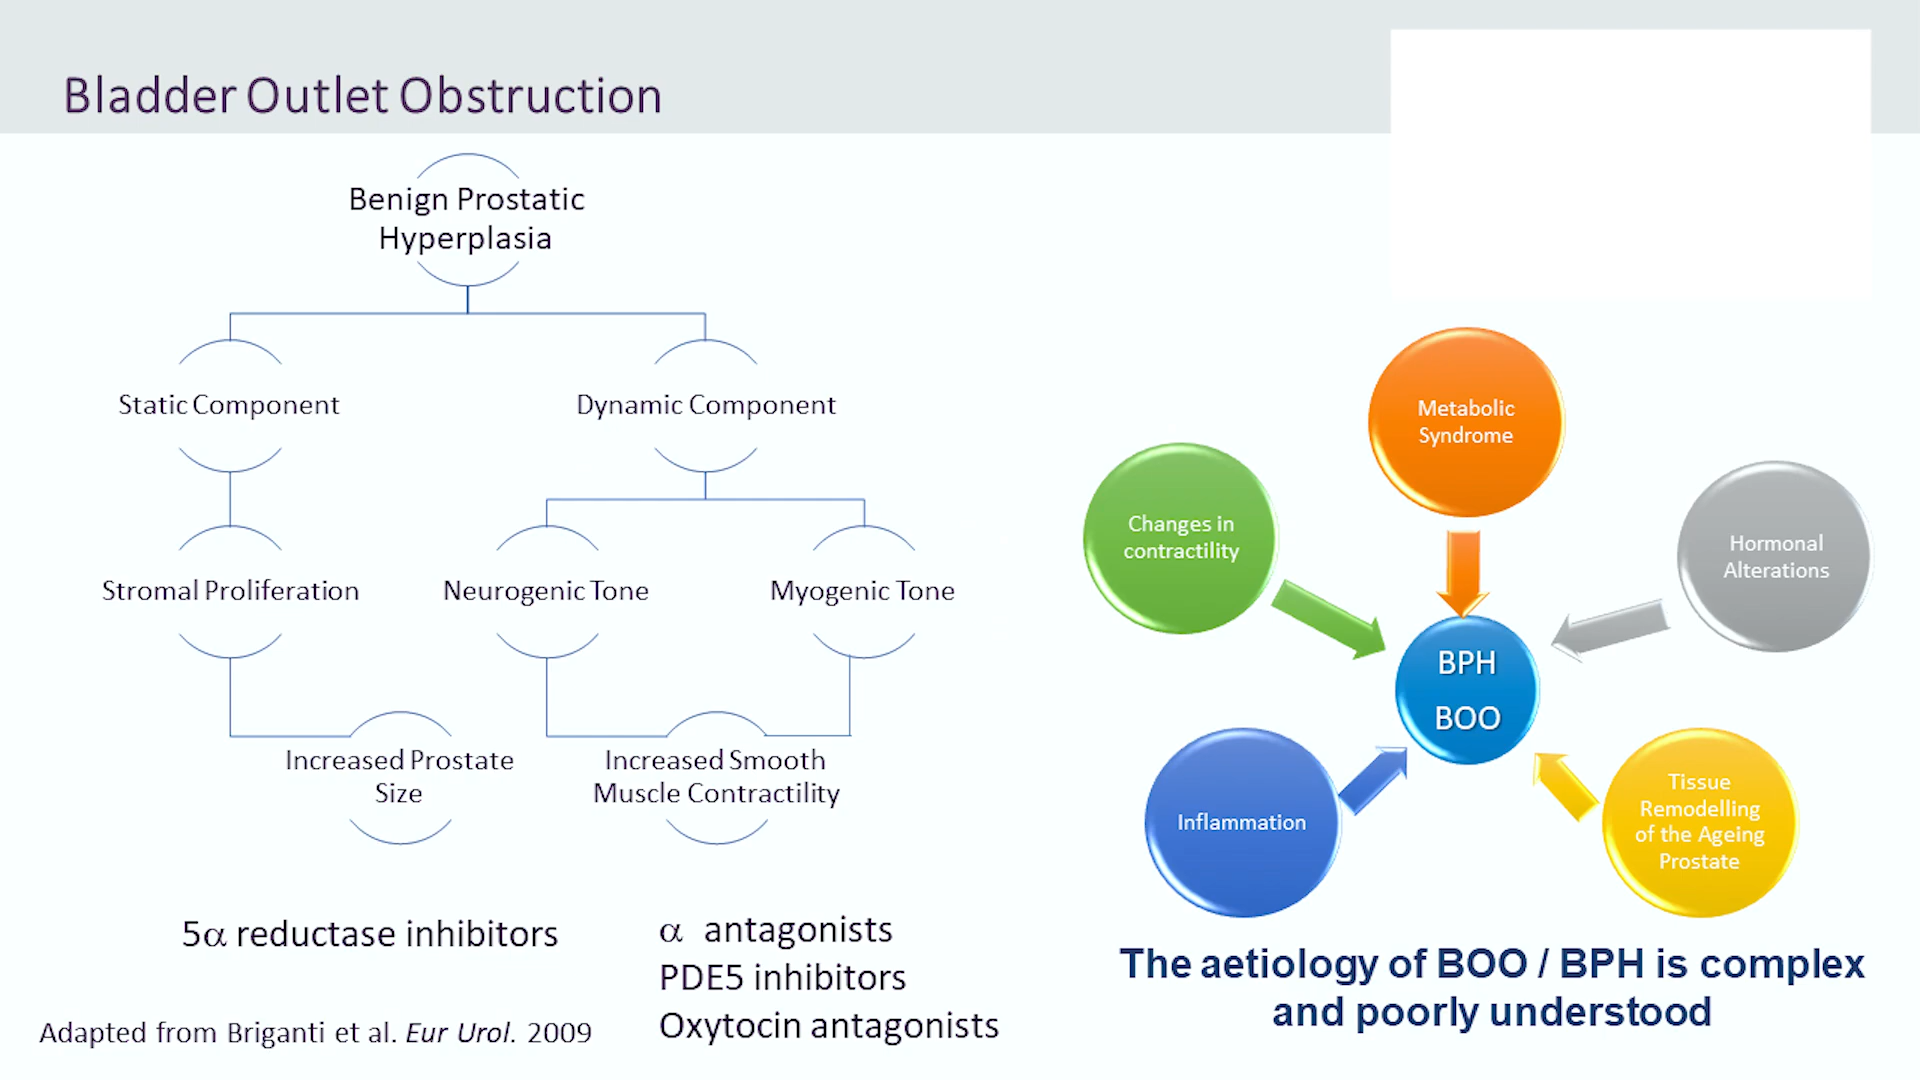 Bladder Outlet Obstruction
Benign Prostatic
Hyperplasia
Static Component
Dynamic Component
Stromal Proliferation
Neurogenic Tone
Myogenic Tone
Increased Prostate
Size
Increased Smooth
Muscle Contractility
5α reductase inhibitors
α antagonists
PDE5 inhibitors
Oxytocin antagonists
Adapted from Briganti et al. Eur Urol. 2009
Metabolic
Syndrome
Changes in
contractility
Hormonal
Alterations
BPH
BOO
Inflammation
Tissue
Remodelling
of the Ageing
Prostate
The aetiology of BOO / BPH is complex
and poorly understood